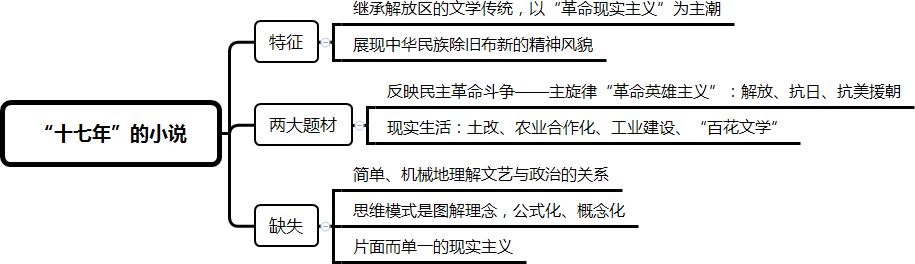 “十七年”的小说
特征
继承解放区的文学传统，以“革命现实主义”为主潮
展现中华民族除旧布新的精神风貌
两大题材
反映民主革命斗争——主旋律“革命英雄主义”：解放、抗日、抗美援朝
现实生活：土改、农业合作化、工业建设、“百花文学”
缺失
简单、机械地理解文艺与政治的关系
思维模式是图解理念，公式化、概念化
片面而单一的现实主义